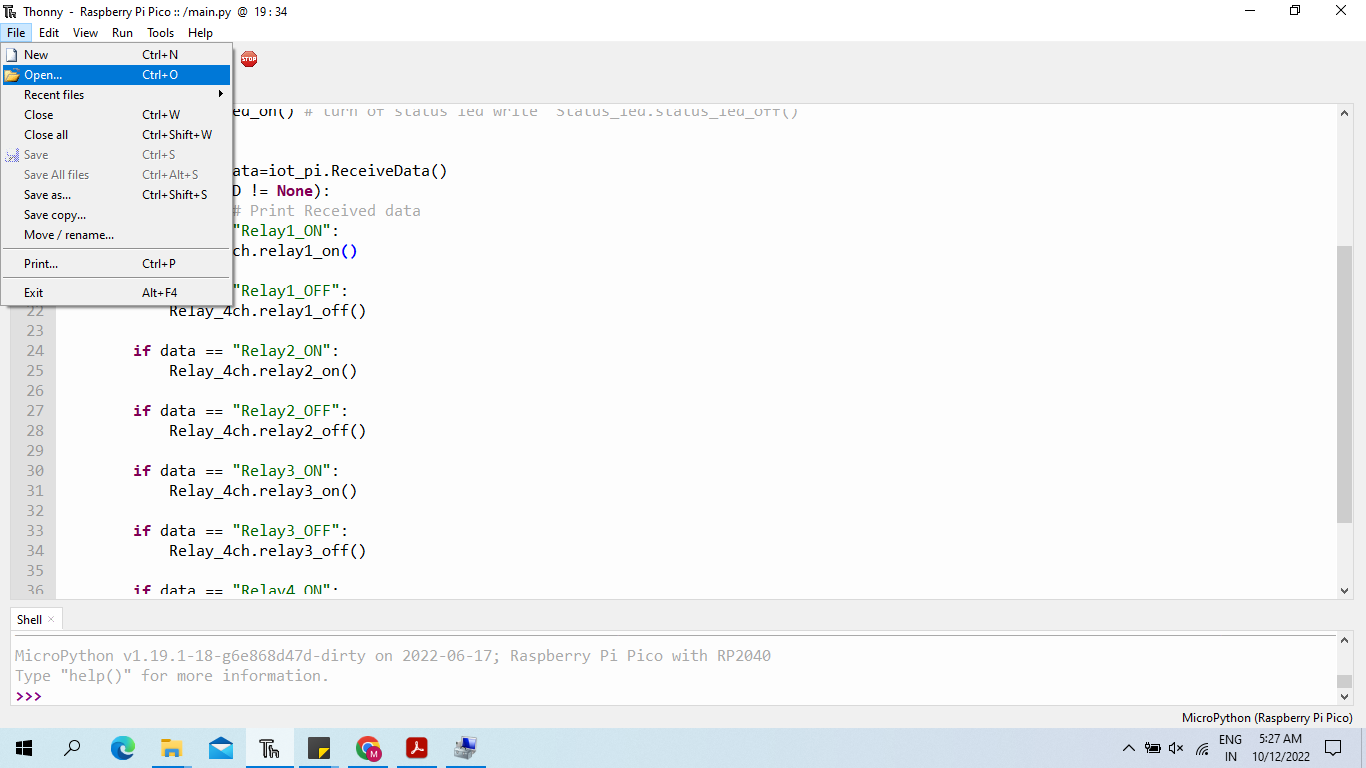 Thonny - Raspberry Pi Pico :: /main.py @ 19 : 34
File Edit View Run Tools Help
New Ctrl+N
Open... Ctrl+O
Recent files
Close Ctrl+W
Close all Ctrl+Shift+W
Save Ctrl+S
Save All files Ctrl+Alt+S
Save as... Ctrl+Shift+S
Save copy...
Move / rename...
Print... Ctrl+P
Exit Alt+F4
STOP
ed_on() # turn of status led write Status_led.status_led_off()
ata=iot_pi.ReceiveData()
D != None):
# Print Received data
"Relay1_ON":
ch.relay1_on()
"Relay1_OFF":
22 Relay_4ch.relay1_off()
23
24 if data == "Relay2_ON":
25 Relay_4ch.relay2_on()
26
27 if data == "Relay2_OFF":
28 Relay_4ch.relay2_off()
29
30 if data == "Relay3_ON":
31 Relay_4ch.relay3_on()
32
33 if data == "Relay3_OFF":
34 Relay_4ch.relay3_off()
35
36 if data == "Relay4_ON":
Shell
MicroPython v1.19.1-18-g6e868d47d-dirty on 2022-06-17; Raspberry Pi Pico with RP2040
Type "help()" for more information.
>>>
MicroPython (Raspberry Pi Pico)
Th
M
ENG
IN
5:27 AM
10/12/2022